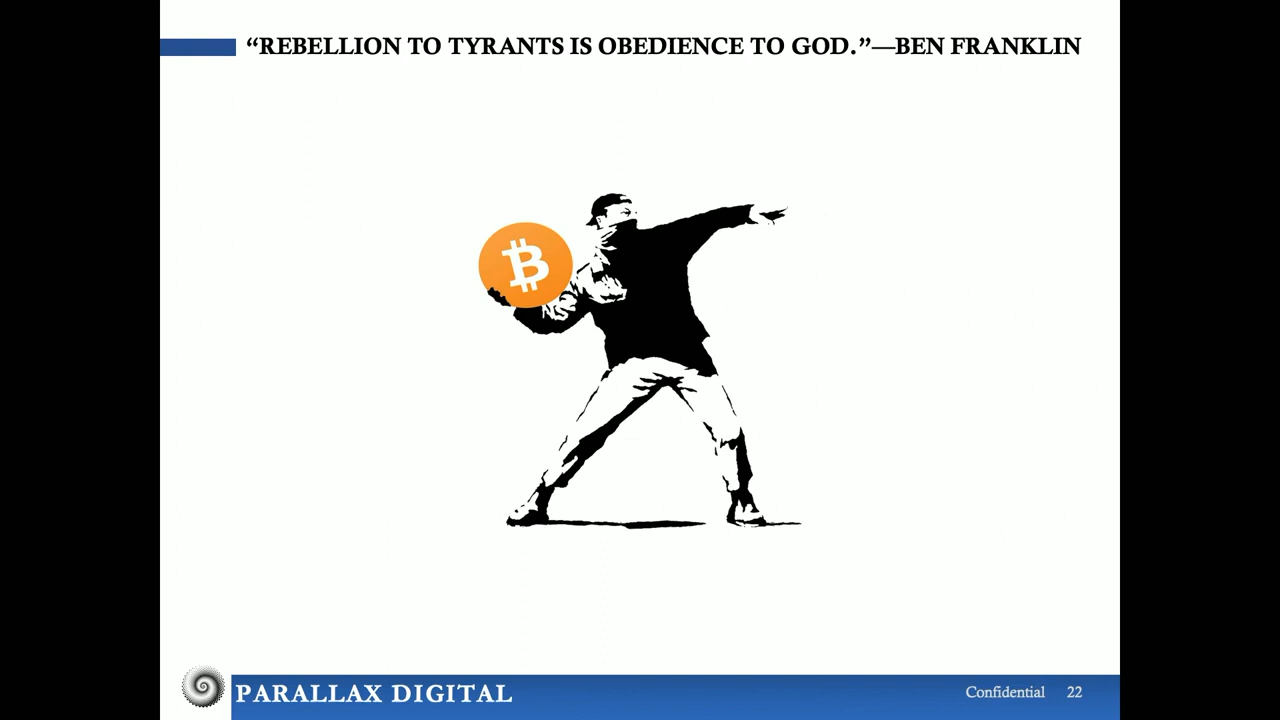 “REBELLION TO TYRANTS IS OBEDIENCE TO GOD.”—BEN FRANKLIN
PARALLAX DIGITAL
Confidential 22